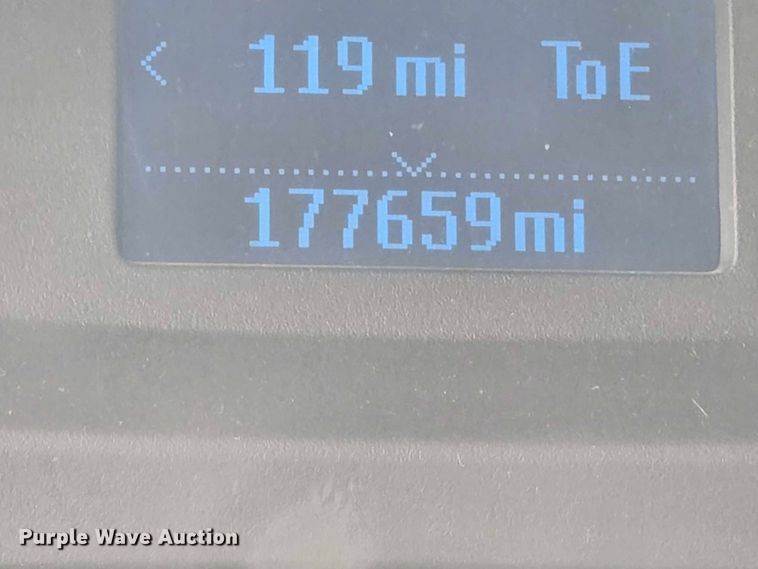 < 119 mi ToE
177659 mi
Purple Wave Auction